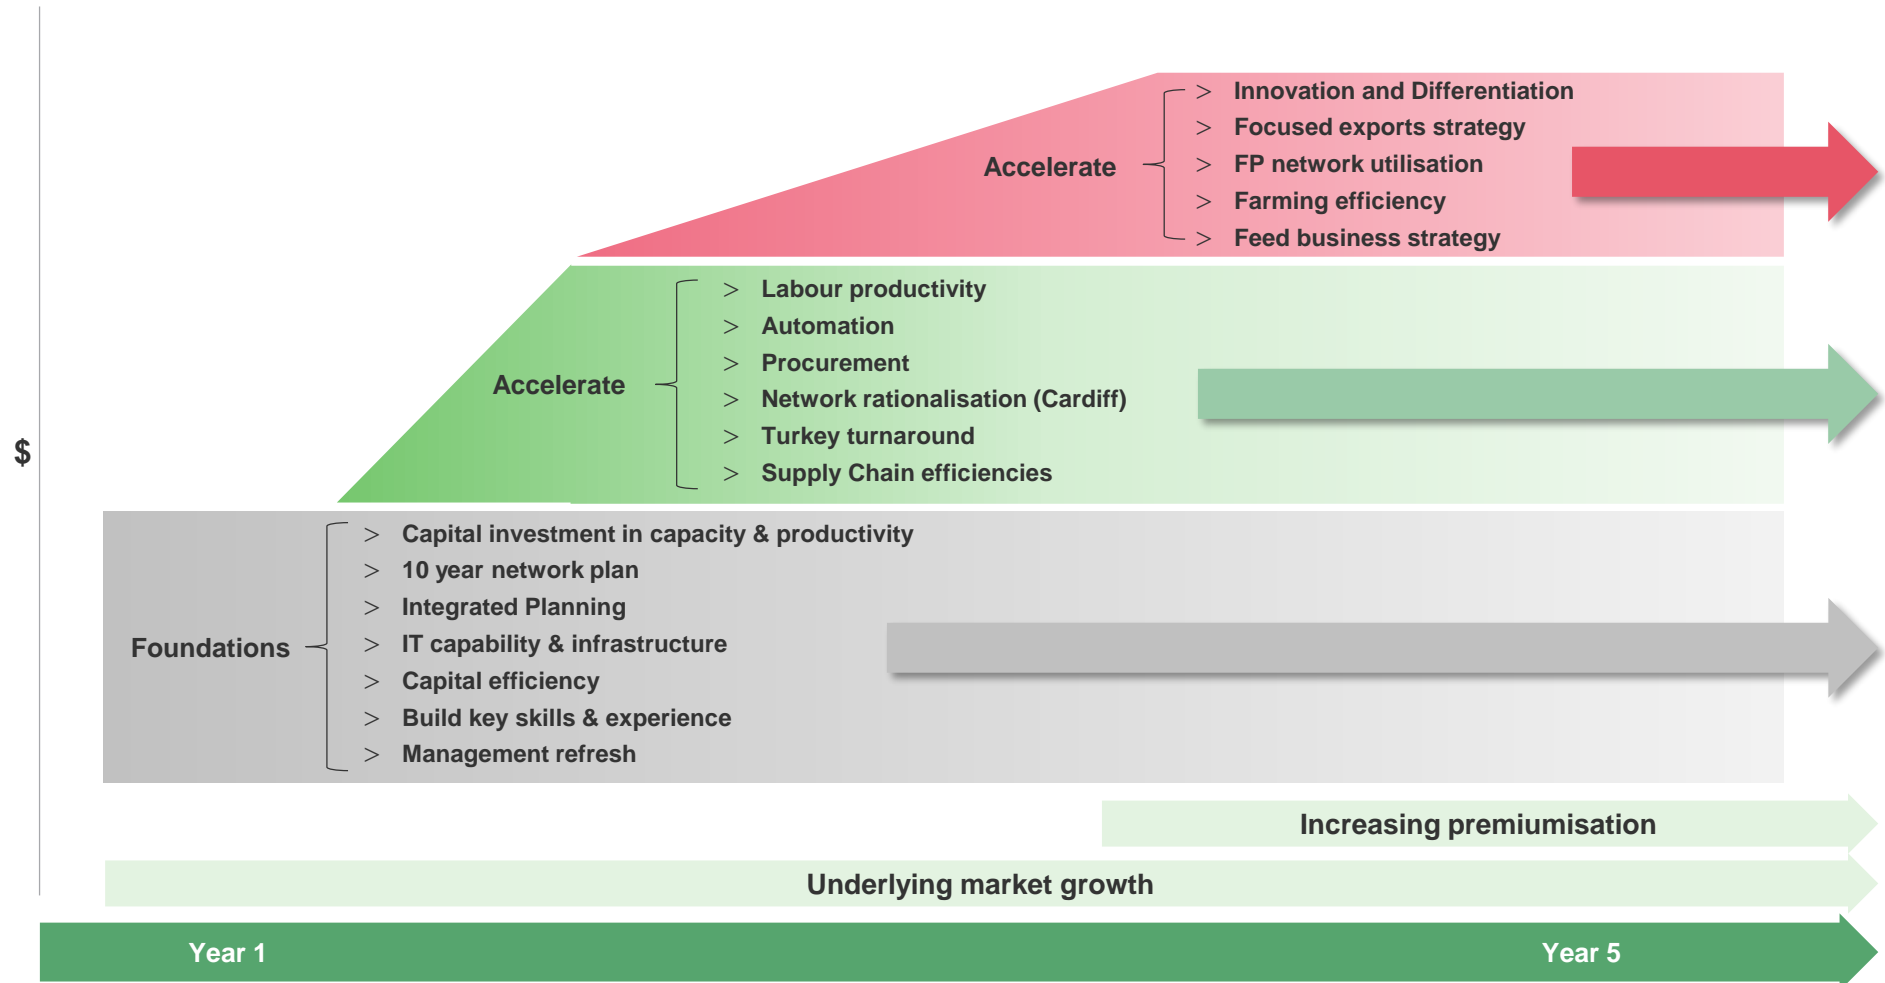 > Innovation and Differentiation
> Focused exports strategy
Accelerate
> FP network utilisation
> Farming efficiency
> Feed business strategy
> Labour productivity
> Automation
> Procurement
Accelerate
> Network rationalisation (Cardiff)
> Turkey turnaround
> Supply Chain efficiencies
$
> Capital investment in capacity & productivity
> 10 year network plan
> Integrated Planning
Foundations
> IT capability & infrastructure
> Capital efficiency
> Build key skills & experience
> Management refresh
Increasing premiumisation
Underlying market growth
Year 1
Year 5